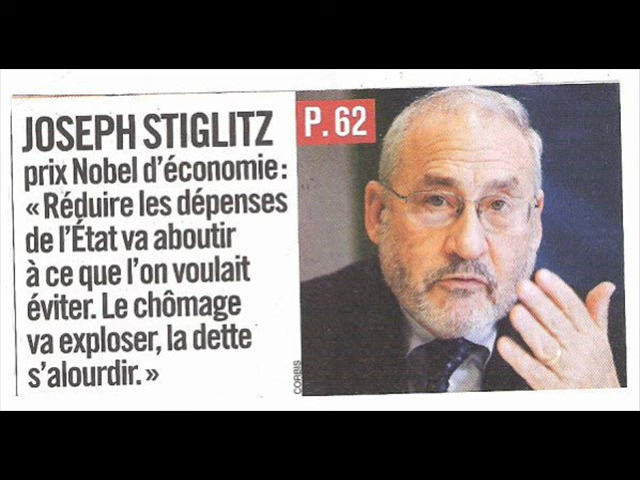 JOSEPH STIGLITZ
prix Nobel d’économie :
« Réduire les dépenses
de l’État va aboutir
à ce que l’on voulait
éviter. Le chômage
va exploser, la dette
s’alourdir. »
P. 62
CORBIS